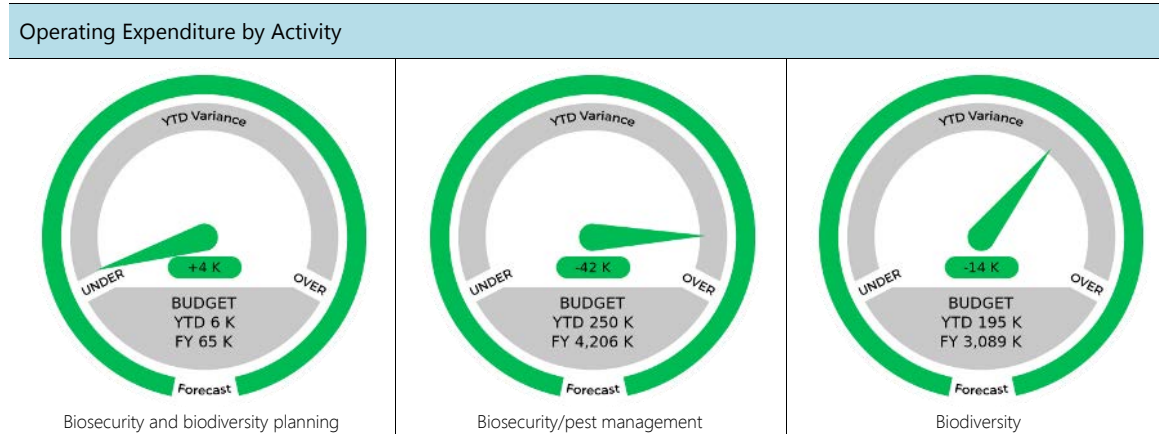 Operating Expenditure by Activity
YTD Variance
+4 K
UNDER
OVER
BUDGET
YTD 6 K
FY 65 K
Forecast
Biosecurity and biodiversity planning
YTD Variance
-42 K
UNDER
OVER
BUDGET
YTD 250 K
FY 4,206 K
Forecast
Biosecurity/pest management
YTD Variance
-14 K
UNDER
OVER
BUDGET
YTD 195 K
FY 3,089 K
Forecast
Biodiversity